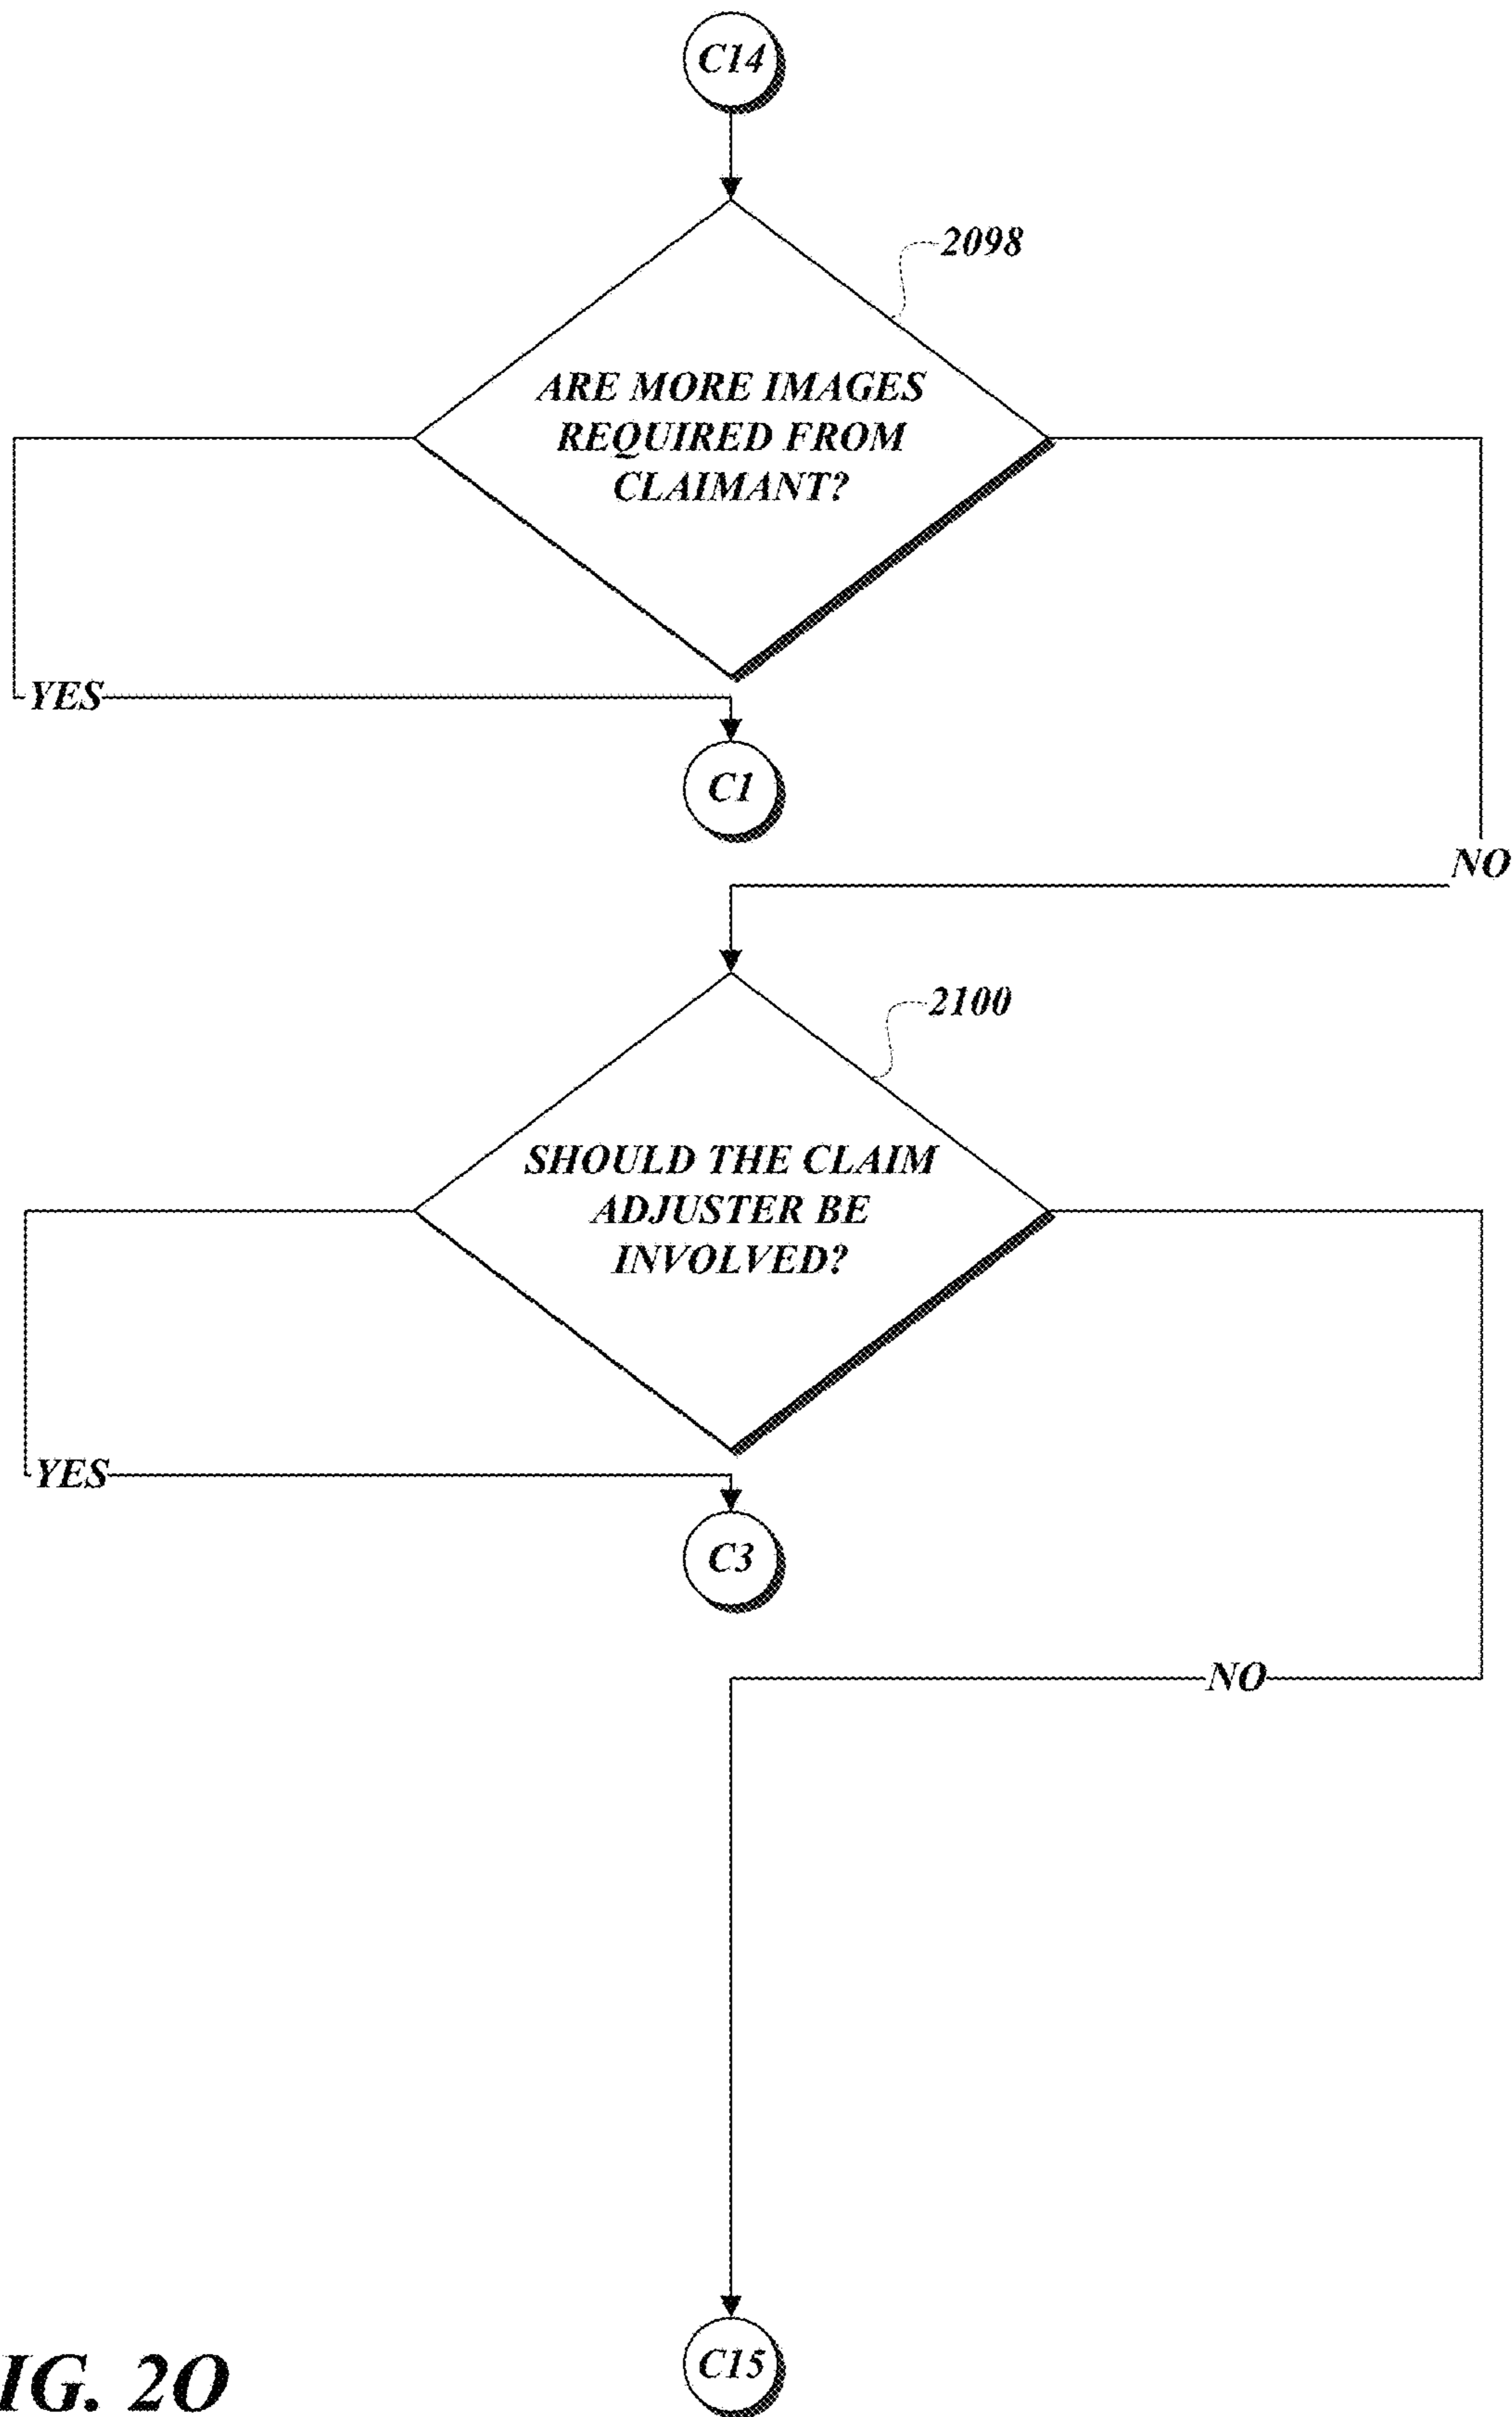 C14
2098
ARE MORE IMAGES
REQUIRED FROM
CLAIMANT?
YES
C1
NO
2100
SHOULD THE CLAIM
ADJUSTER BE
INVOLVED?
YES
C3
NO
C15
IG. 2O